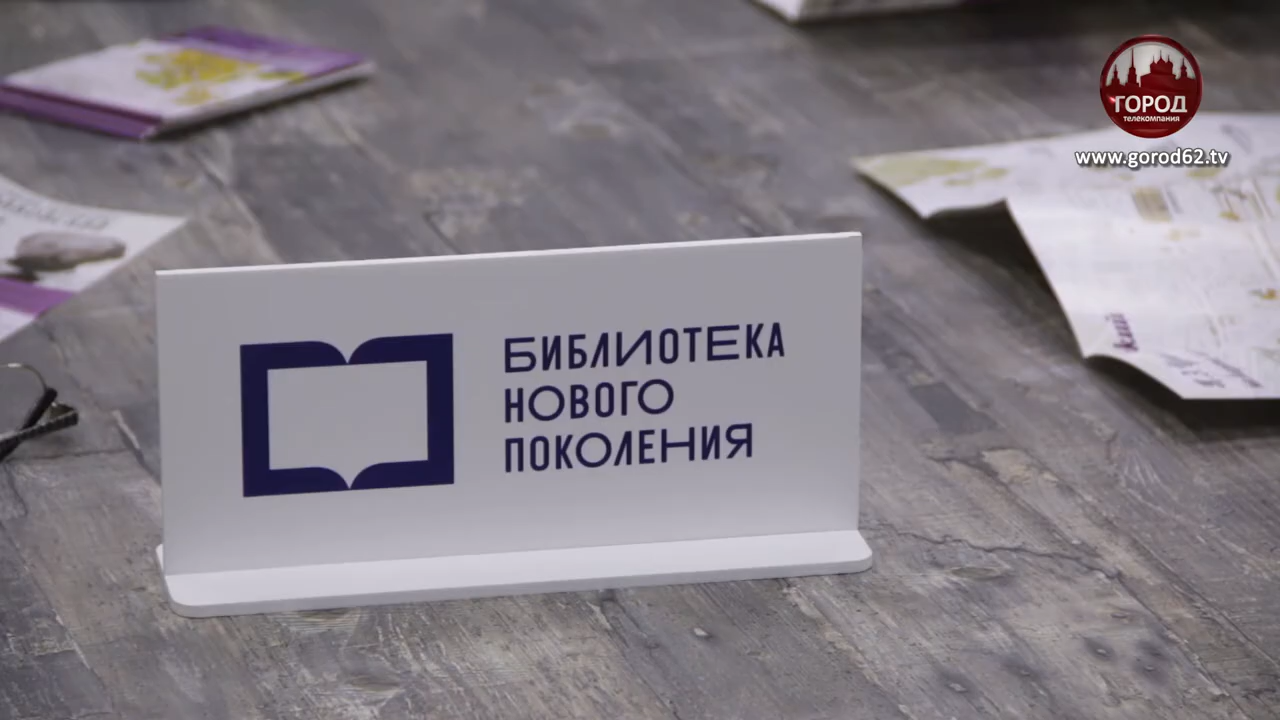 ГОРОД
телекомпания
www.gorod62.tv
БИБЛИОТЕКА
НОВОГО
ПОКОЛЕНИЯ